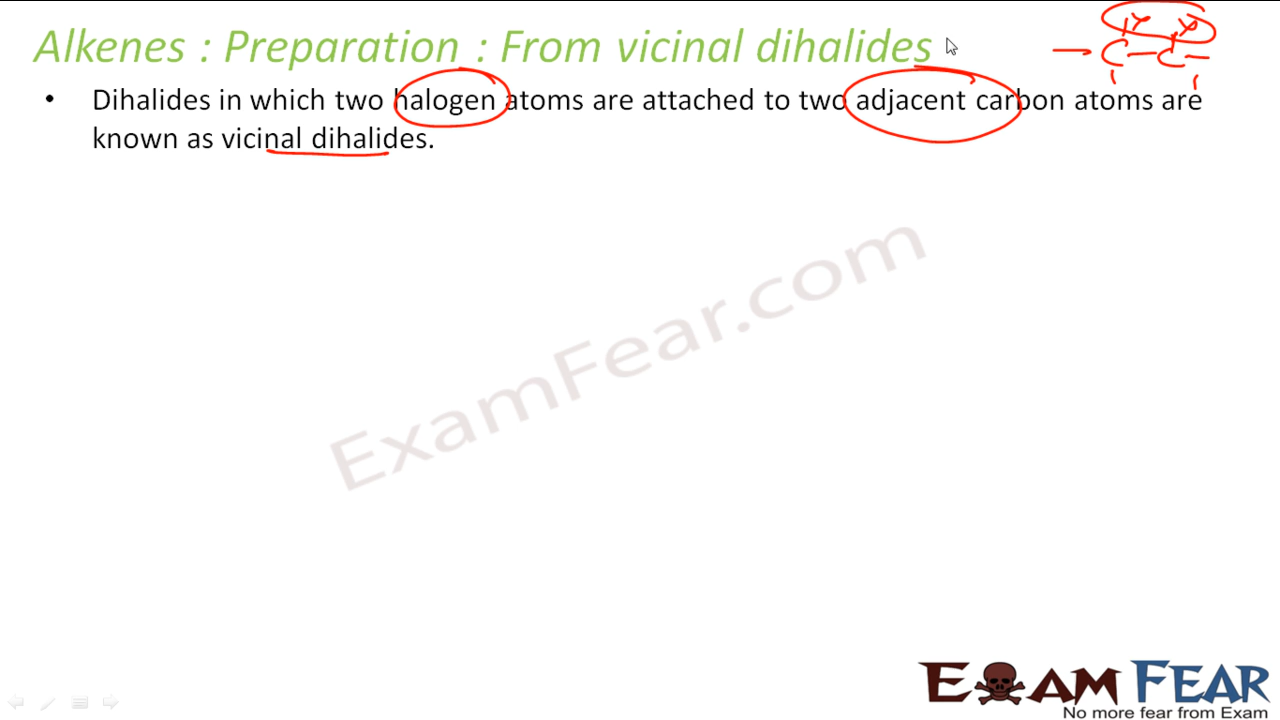 Alkenes : Preparation : From vicinal dihalides
• Dihalides in which two halogen atoms are attached to two adjacent carbon atoms are
known as vicinal dihalides.
ExamFear.com
EXAM FEAR
No more fear from Exam